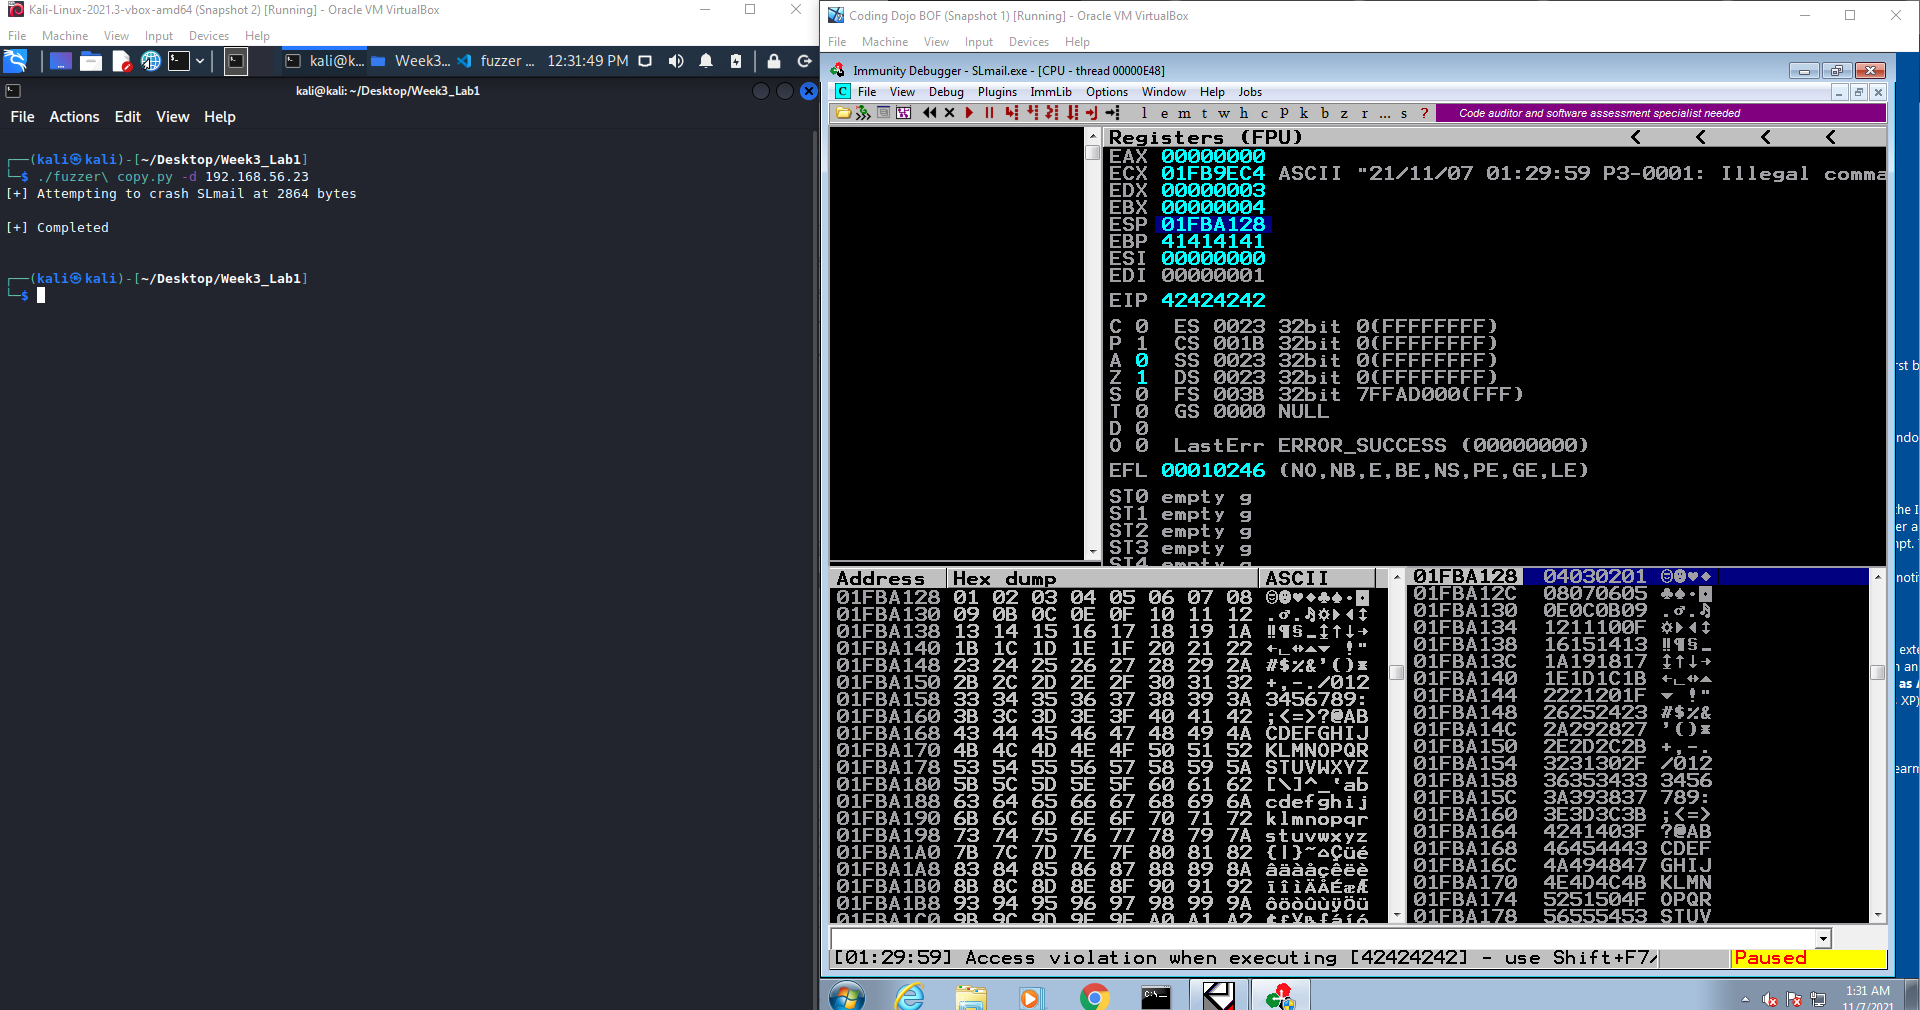 Kali-Linux-2021.3-vbox-amd64 (Snapshot 2) [Running] - Oracle VM VirtualBox
File Machine View Input Devices Help
kali@k... Week3... fuzzer ... 12:31:49 PM
kali@kali: ~/Desktop/Week3_Lab1
File Actions Edit View Help
(kali㉿kali)-[~/Desktop/Week3_Lab1]
$ ./fuzzer\ copy.py -d 192.168.56.23
[+] Attempting to crash SLmail at 2864 bytes
[+] Completed
(kali㉿kali)-[~/Desktop/Week3_Lab1]
$
Coding Dojo BOF (Snapshot 1) [Running] - Oracle VM VirtualBox
File Machine View Input Devices Help
Immunity Debugger - SLmail.exe - [CPU - thread 00000E48]
File View Debug Plugins ImmLib Options Window Help Jobs
l e m t w h c P k b z r ... s ? Code auditor and software assessment specialist needed
Registers (FPU) < < < <
EAX 00000000
ECX 01FB9EC4 ASCII "21/11/07 01:29:59 P3-0001: Illegal comma
EDX 00000003
EBX 00000004
ESP 01FBA128
EBP 41414141
ESI 00000000
EDI 00000001
EIP 42424242
C 0 ES 0023 32bit 0(FFFFFFFF)
P 1 CS 001B 32bit 0(FFFFFFFF)
A 0 SS 0023 32bit 0(FFFFFFFF)
Z 1 DS 0023 32bit 0(FFFFFFFF)
S 0 FS 003B 32bit 7FFAD000(FFF)
T 0 GS 0000 NULL
D 0
O 0 LastErr ERROR_SUCCESS (00000000)
EFL 00010246 (NO,NB,E,BE,NS,PE,GE,LE)
ST0 empty g
ST1 empty g
ST2 empty g
ST3 empty g
ST4 empty g
Address Hex dump ASCII
01FBA128 01 02 03 04 05 06 07 08
01FBA130 09 0B 0C 0E 0F 10 11 12
01FBA138 13 14 15 16 17 18 19 1A
01FBA140 1B 1C 1D 1E 1F 20 21 22
01FBA148 23 24 25 26 27 28 29 2A #$%&'()*
01FBA150 2B 2C 2D 2E 2F 30 31 32 +,-./012
01FBA158 33 34 35 36 37 38 39 3A 3456789:
01FBA160 3B 3C 3D 3E 3F 40 41 42 ;<=>?@AB
01FBA168 43 44 45 46 47 48 49 4A CDEFGHIJ
01FBA170 4B 4C 4D 4E 4F 50 51 52 KLMNOPQR
01FBA178 53 54 55 56 57 58 59 5A STUVWXYZ
01FBA180 5B 5C 5D 5E 5F 60 61 62 [\]^_`ab
01FBA188 63 64 65 66 67 68 69 6A cdefghij
01FBA190 6B 6C 6D 6E 6F 70 71 72 klmnopqr
01FBA198 73 74 75 76 77 78 79 7A stuvwxyz
01FBA1A0 7B 7C 7D 7E 7F 80 81 82 {|}~⌂Çüé
01FBA1A8 83 84 85 86 87 88 89 8A âäàåçêëè
01FBA1B0 8B 8C 8D 8E 8F 90 91 92 ïîìÄÅÉæÆ
01FBA1B8 93 94 95 96 97 98 99 9A ôöòûùÿÖÜ
01FBA1C0 9B 9C 9D 9E 9F A0 A1 A2
01FBA128 04030201
01FBA12C 08070605
01FBA130 0E0C0B09
01FBA134 1211100F
01FBA138 16151413
01FBA13C 1A191817
01FBA140 1E1D1C1B
01FBA144 2221201F
01FBA148 26252423 #$%&
01FBA14C 2A292827 '()*
01FBA150 2E2D2C2B +,-.
01FBA154 3231302F /012
01FBA158 36353433 3456
01FBA15C 3A393837 789:
01FBA160 3E3D3C3B ;<=>
01FBA164 4241403F ?@AB
01FBA168 46454443 CDEF
01FBA16C 4A494847 GHIJ
01FBA170 4E4D4C4B KLMN
01FBA174 5251504F OPQR
01FBA178 56555453 STUV
[01:29:59] Access violation when executing [42424242] - use Shift+F7/
Paused
1:31 AM
11/7/2021